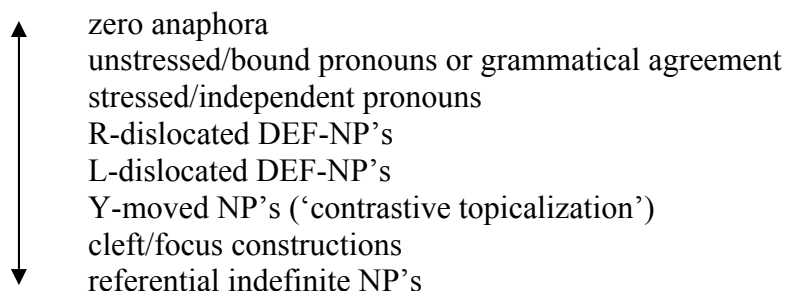 zero anaphora
unstressed/bound pronouns or grammatical agreement
stressed/independent pronouns
R-dislocated DEF-NP’s
L-dislocated DEF-NP’s
Y-moved NP’s (‘contrastive topicalization’)
cleft/focus constructions
referential indefinite NP’s